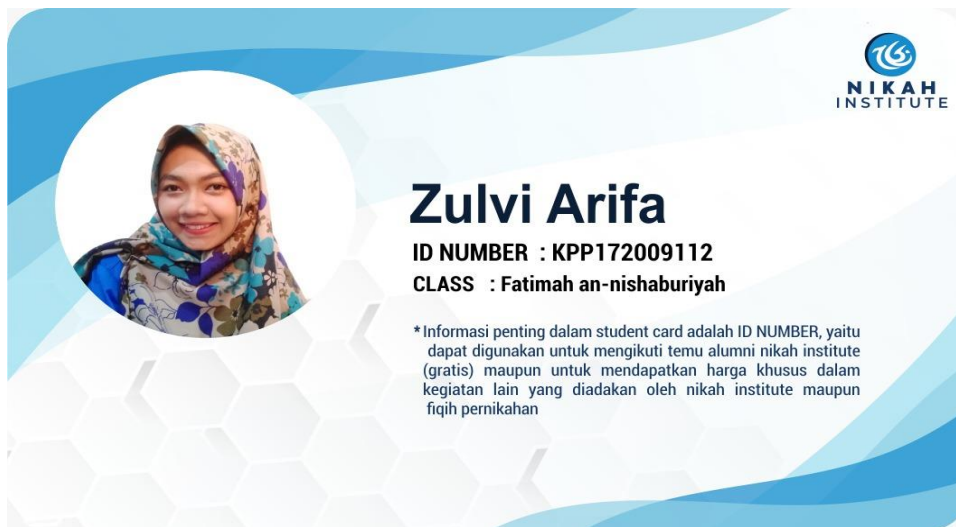 NIKAH
INSTITUTE
Zulvi Arifa
ID NUMBER : KPP172009112
CLASS : Fatimah an-nishaburiyah
*Informasi penting dalam student card adalah ID NUMBER, yaitu
dapat digunakan untuk mengikuti temu alumni nikah institute
(gratis) maupun untuk mendapatkan harga khusus dalam
kegiatan lain yang diadakan oleh nikah institute maupun
fiqih pernikahan